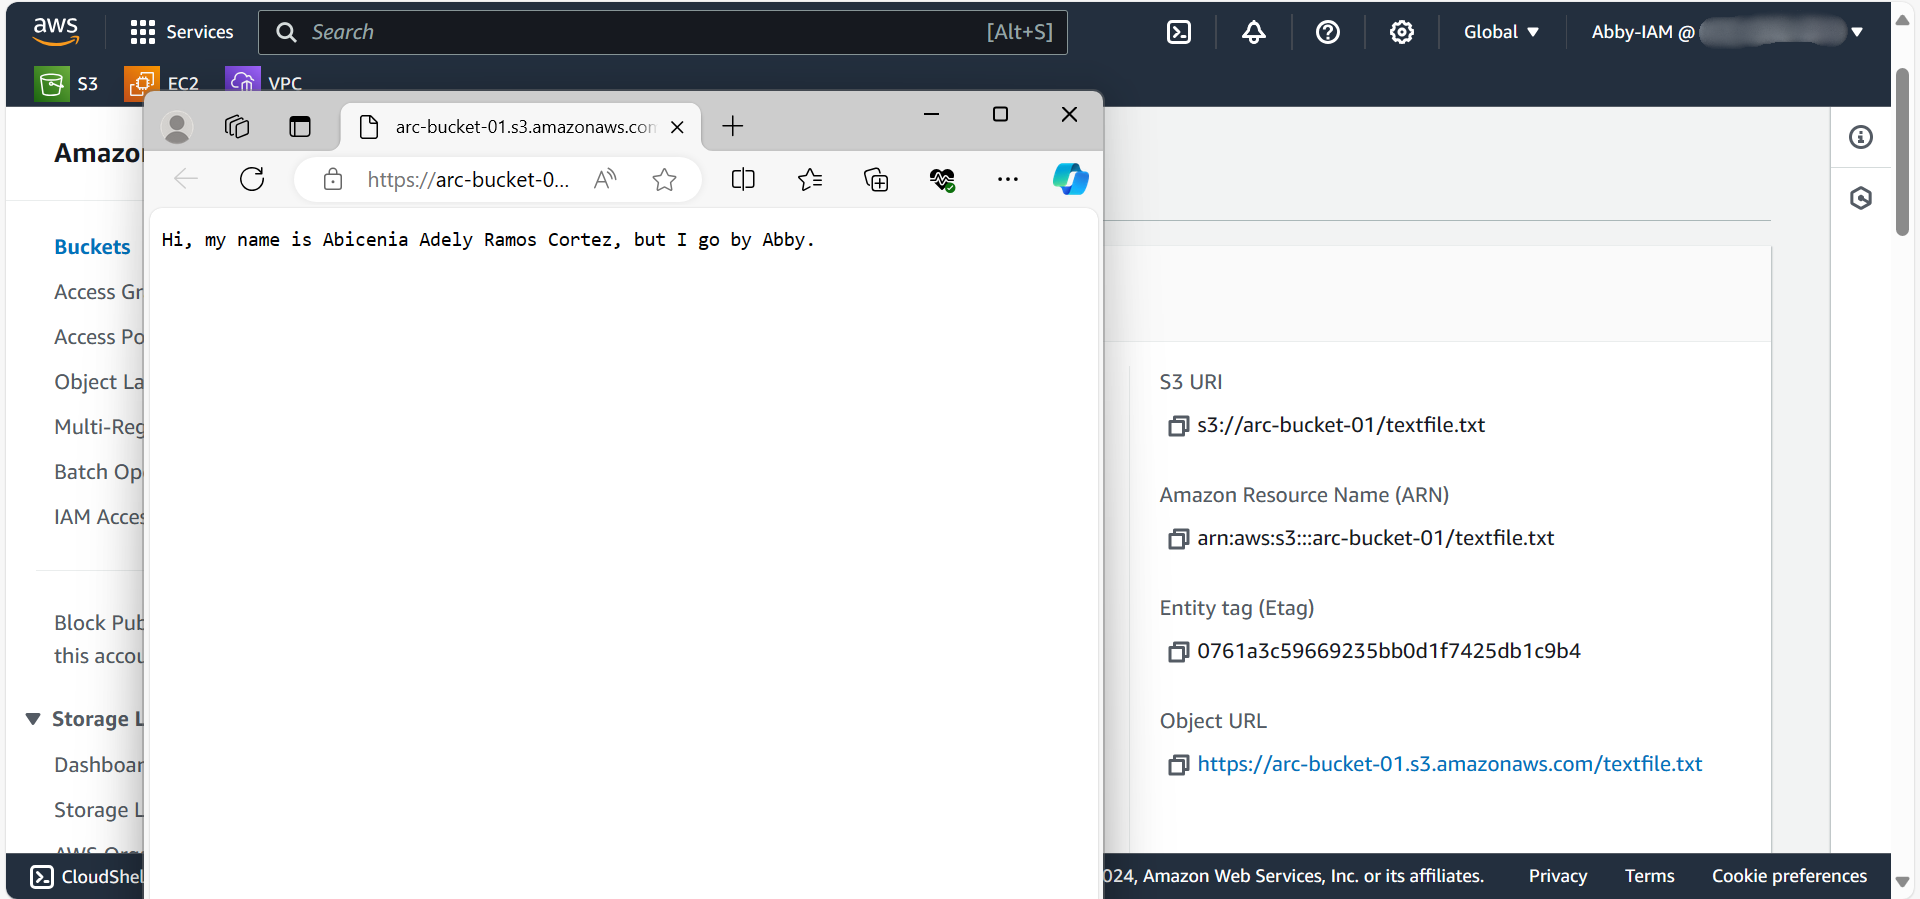 aws
Services
Search
[Alt+S]
Global
Abby-IAM @
S3
EC2
VPC
arc-bucket-01.s3.amazonaws.com
https://arc-bucket-0...
Hi, my name is Abicenia Adely Ramos Cortez, but I go by Abby.
Amazo
Buckets
Access Gr
Access Po
Object La
Multi-Reg
Batch Op
IAM Acces
Block Pub
this accou
Storage L
Dashboar
Storage L
AWS Orga
S3 URI
s3://arc-bucket-01/textfile.txt
Amazon Resource Name (ARN)
arn:aws:s3:::arc-bucket-01/textfile.txt
Entity tag (Etag)
0761a3c59669235bb0d1f7425db1c9b4
Object URL
https://arc-bucket-01.s3.amazonaws.com/textfile.txt
CloudShel
024, Amazon Web Services, Inc. or its affiliates.
Privacy
Terms
Cookie preferences